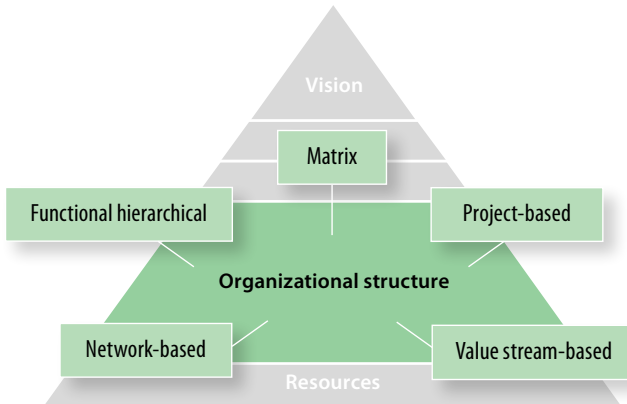 Vision
Matrix
Functional hierarchical
Project-based
Organizational structure
Network-based
Value stream-based
Resources